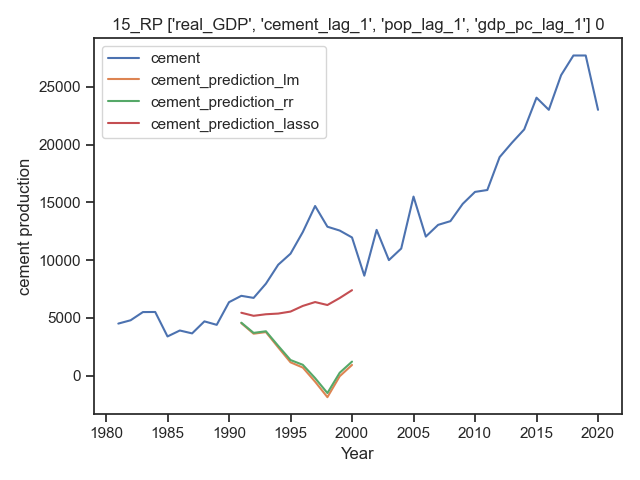 15_RP ['real_GDP', 'cement_lag_1', 'pop_lag_1', 'gdp_pc_lag_1'] 0
cement
cement_prediction_lm
cement_prediction_rr
cement_prediction_lasso
cement production
25000
20000
15000
10000
5000
0
1980 1985 1990 1995 2000 2005 2010 2015 2020
Year